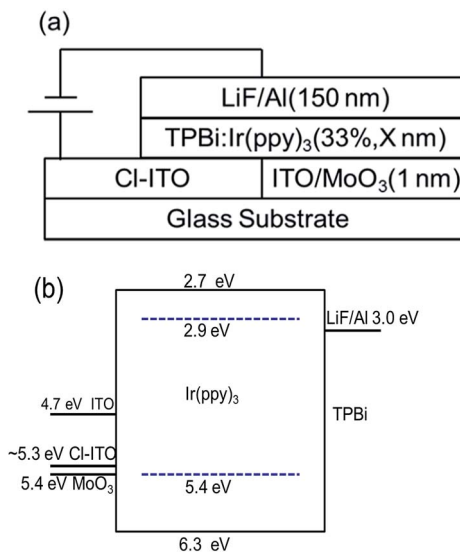 (a)
LiF/Al(150 nm)
TPBi:Ir(ppy)₃(33%,X nm)
Cl-ITO
ITO/MoO₃(1 nm)
Glass Substrate
(b)
2.7 eV
LiF/Al 3.0 eV
2.9 eV
Ir(ppy)₃
4.7 eV ITO
TPBi
~5.3 eV Cl-ITO
5.4 eV MoO₃
5.4 eV
6.3 eV